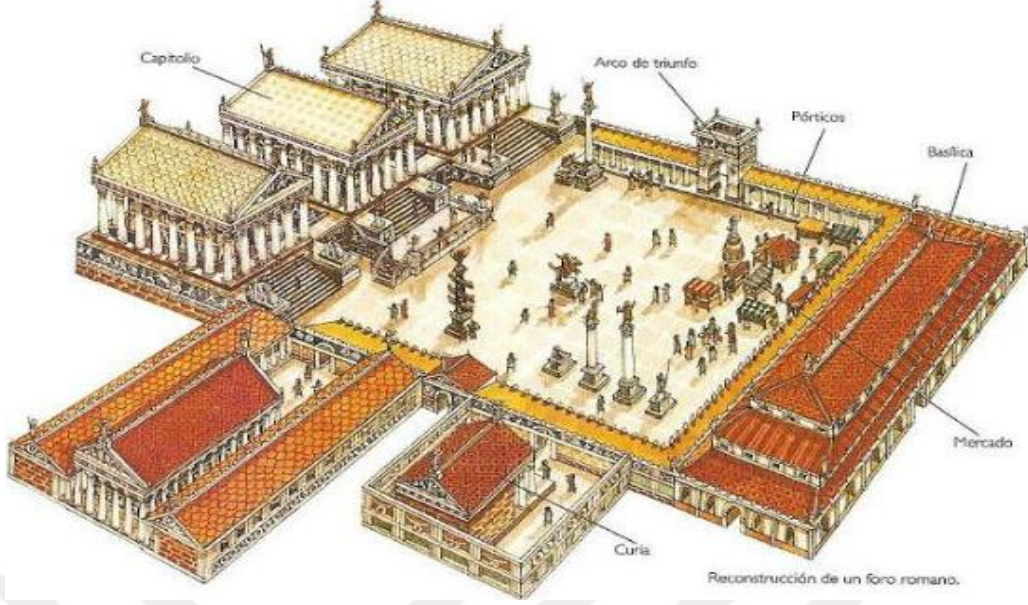 Capitolio
Arco de triunfo
Pórticos
Basílica
Mercado
Curia
Reconstrucción de un foro romano.